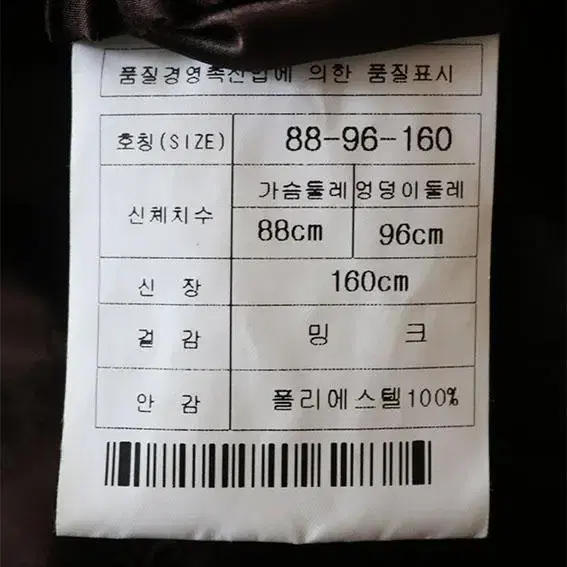 품질경영촉진법에 의한 품질표시
호칭(SIZE) 88-96-160
신체치수 가슴둘레 엉덩이둘레
88cm 96cm
신 장 160cm
겉 감 밍 크
안 감 폴리에스텔100%